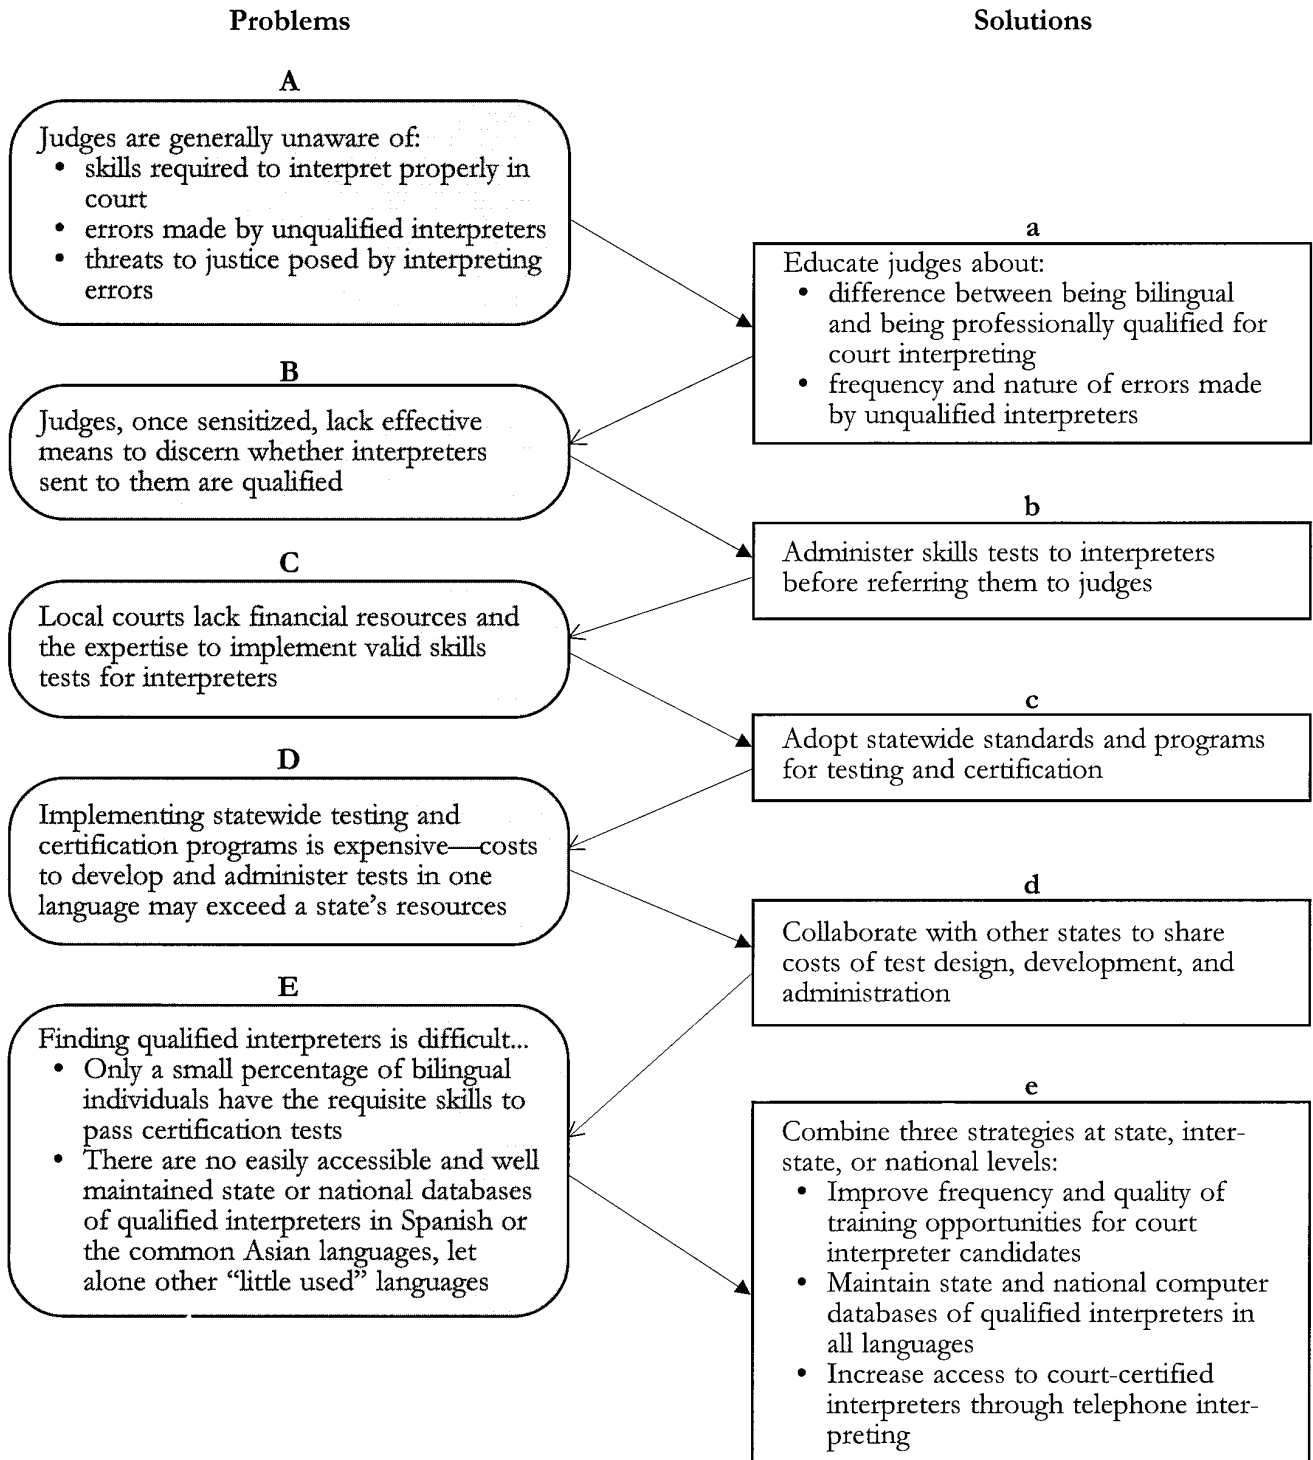 Problems
Solutions
A
Judges are generally unaware of:
• skills required to interpret properly in
court
• errors made by unqualified interpreters
• threats to justice posed by interpreting
errors
a
Educate judges about:
• difference between being bilingual
and being professionally qualified for
court interpreting
• frequency and nature of errors made
by unqualified interpreters
B
Judges, once sensitized, lack effective
means to discern whether interpreters
sent to them are qualified
b
Administer skills tests to interpreters
before referring them to judges
C
Local courts lack financial resources and
the expertise to implement valid skills
tests for interpreters
c
Adopt statewide standards and programs
for testing and certification
D
Implementing statewide testing and
certification programs is expensive—costs
to develop and administer tests in one
language may exceed a state's resources
d
Collaborate with other states to share
costs of test design, development, and
administration
E
Finding qualified interpreters is difficult...
• Only a small percentage of bilingual
individuals have the requisite skills to
pass certification tests
• There are no easily accessible and well
maintained state or national databases
of qualified interpreters in Spanish or
the common Asian languages, let
alone other “little used” languages
e
Combine three strategies at state, inter-
state, or national levels:
• Improve frequency and quality of
training opportunities for court
interpreter candidates
• Maintain state and national computer
databases of qualified interpreters in
all languages
• Increase access to court-certified
interpreters through telephone inter-
preting